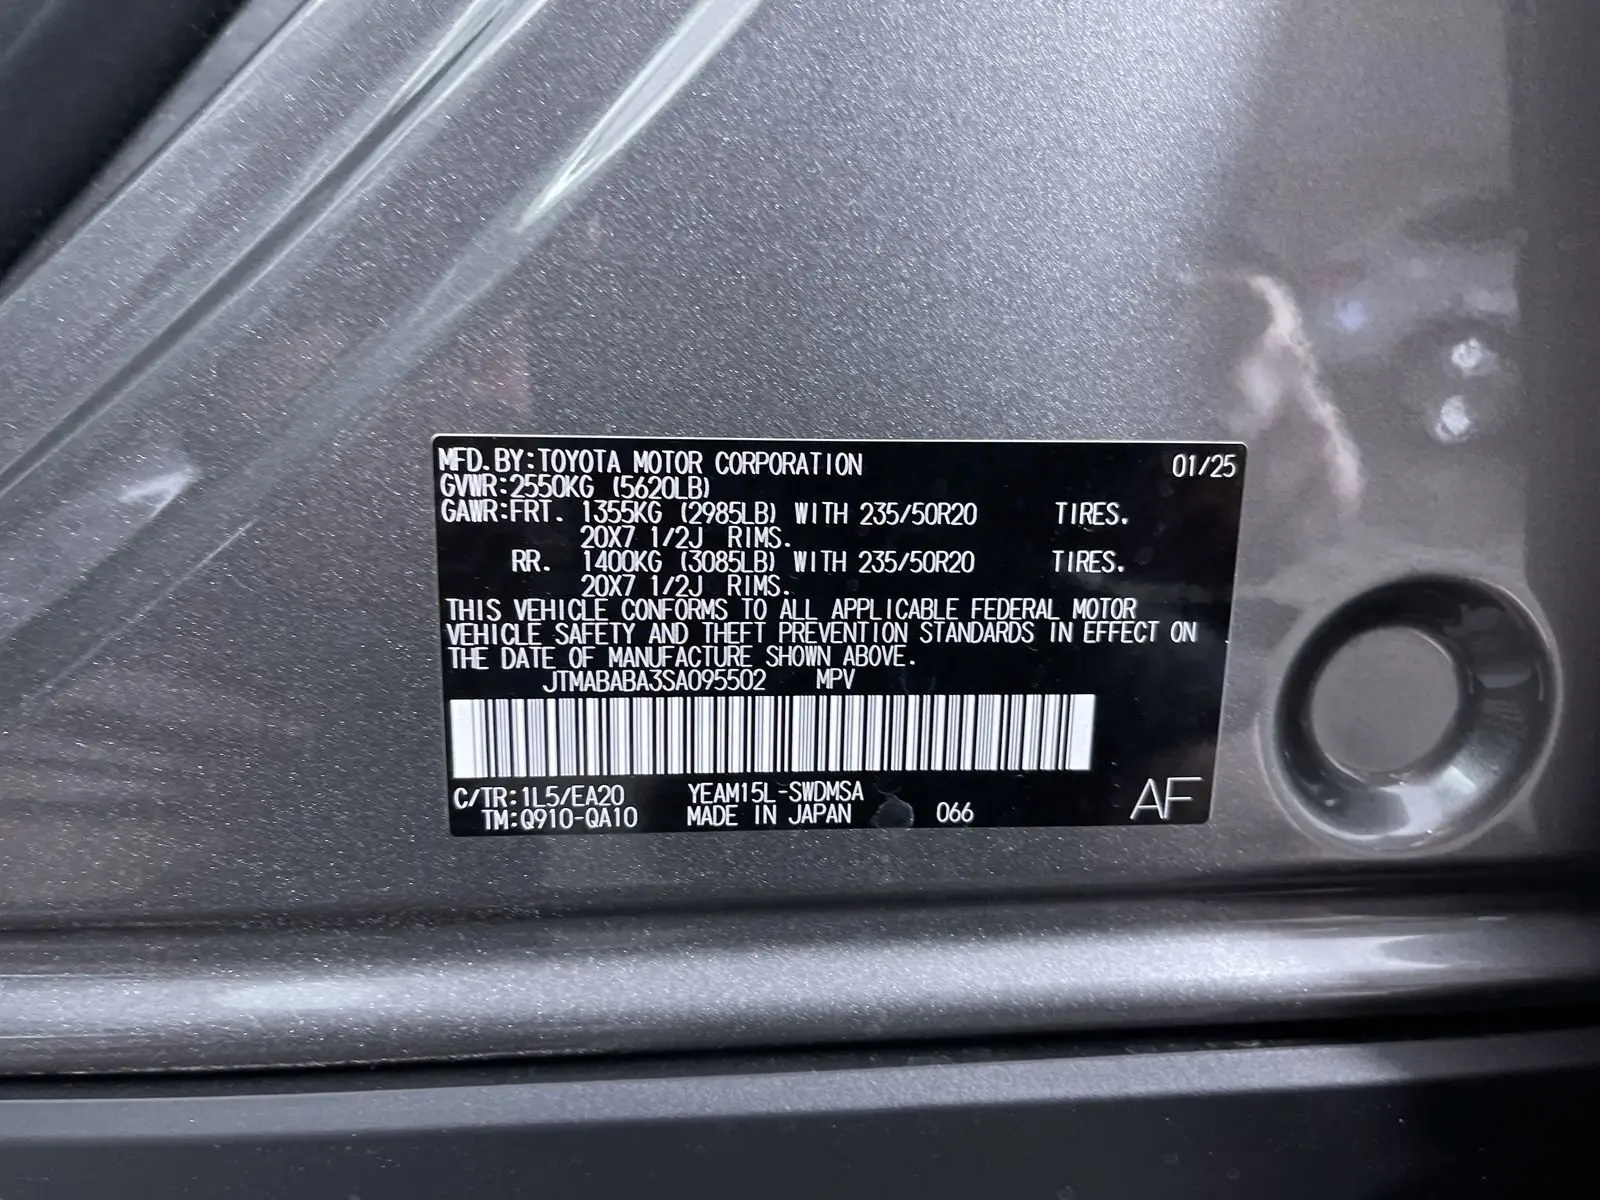 MFD.BY:TOYOTA MOTOR CORPORATION 01/25
GVWR:2550KG (5620LB)
GAWR:FRT. 1355KG (2985LB) WITH 235/50R20 TIRES.
20X7 1/2J RIMS.
RR. 1400KG (3085LB) WITH 235/50R20 TIRES.
20X7 1/2J RIMS.
THIS VEHICLE CONFORMS TO ALL APPLICABLE FEDERAL MOTOR
VEHICLE SAFETY AND THEFT PREVENTION STANDARDS IN EFFECT ON
THE DATE OF MANUFACTURE SHOWN ABOVE.
JTMABABA3SA095502 MPV
C/TR:1L5/EA20 YEAM15L-SWDMSA
TM:Q910-QA10 MADE IN JAPAN 066 AF